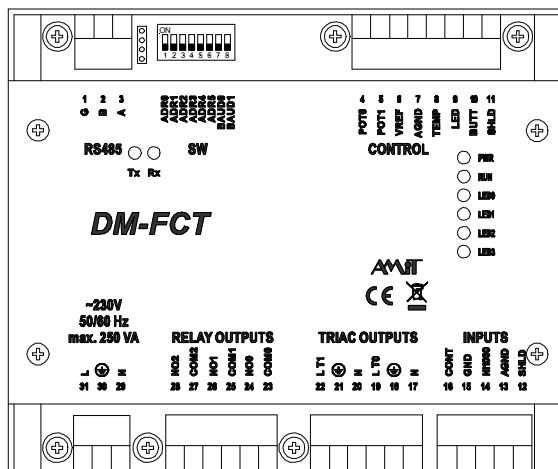 ON
1 2 3 4 5 6 7 8
1 2 3
G B A
RS485
Tx Rx
ADR0
ADR1
ADR2
ADR3
ADR4
ADR5
BAUD0
BAUD1
SW
4 5 6 7 8 9 10 11
POT0
POT1
VREF
AGND
TEMP
LED
BUTT
SHLD
CONTROL
PWR
RUN
LED0
LED1
LED2
LED3
DM-FCT
AMiT
CE
~230V
50/60 Hz
max. 250 VA
L N
31 30 29
RELAY OUTPUTS
NO2
COM2
NO1
COM1
NO0
COM0
28 27 26 25 24 23
TRIAC OUTPUTS
LT1 N LT0 N
22 21 20 19 18 17
INPUTS
CONT
GND
NI1000
AGND
SHLD
16 15 14 13 12